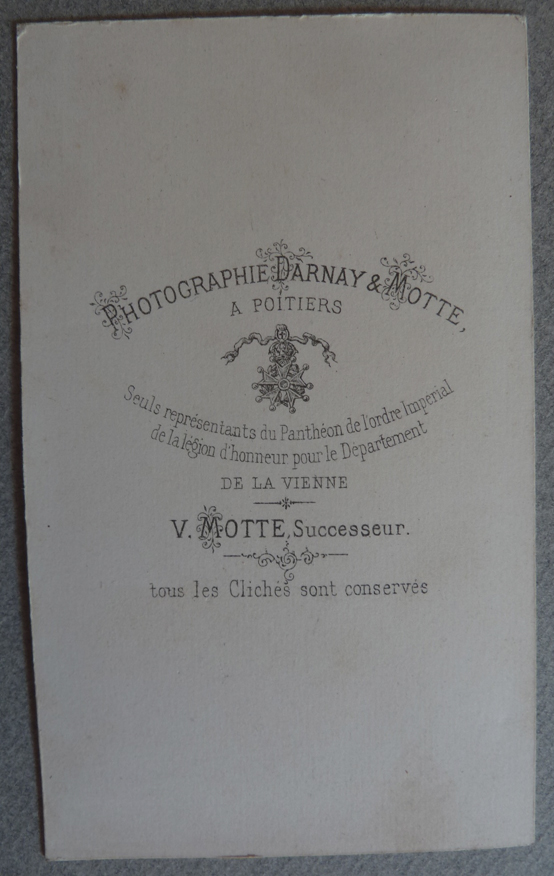 PHOTOGRAPHIE DARNAY & MOTTE,
A POITIERS
Seuls représentants du Panthéon de l'ordre Imperial
de la légion d'honneur pour le Département
DE LA VIENNE
V. MOTTE, Successeur.
tous les Clichés sont conservés